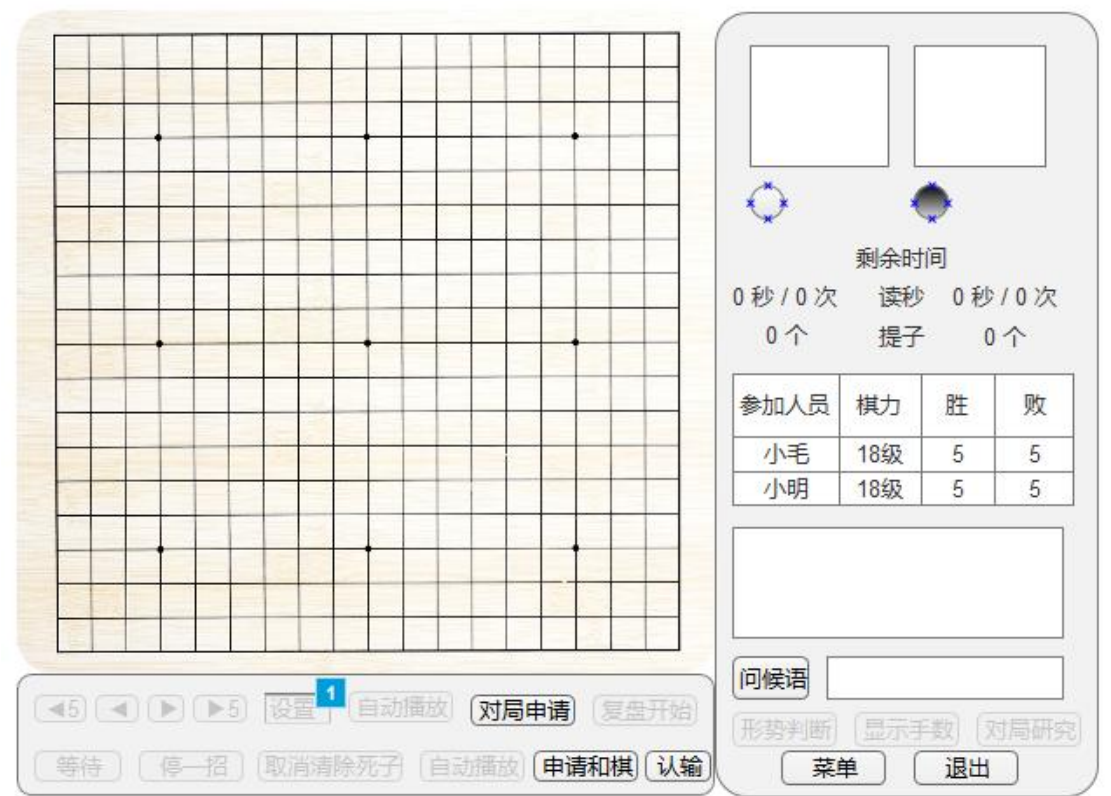 剩余时间
0 秒 / 0 次 读秒 0 秒 / 0 次
0 个 提子 0 个
参加人员 棋力 胜 败
小毛 18级 5 5
小明 18级 5 5
问候语
形势判断 显示手数 对局研究
菜单 退出
◀5 ◀ ▶ ▶5 设置 1 自动播放 对局申请 复盘开始
等待 停一招 取消清除死子 自动播放 申请和棋 认输